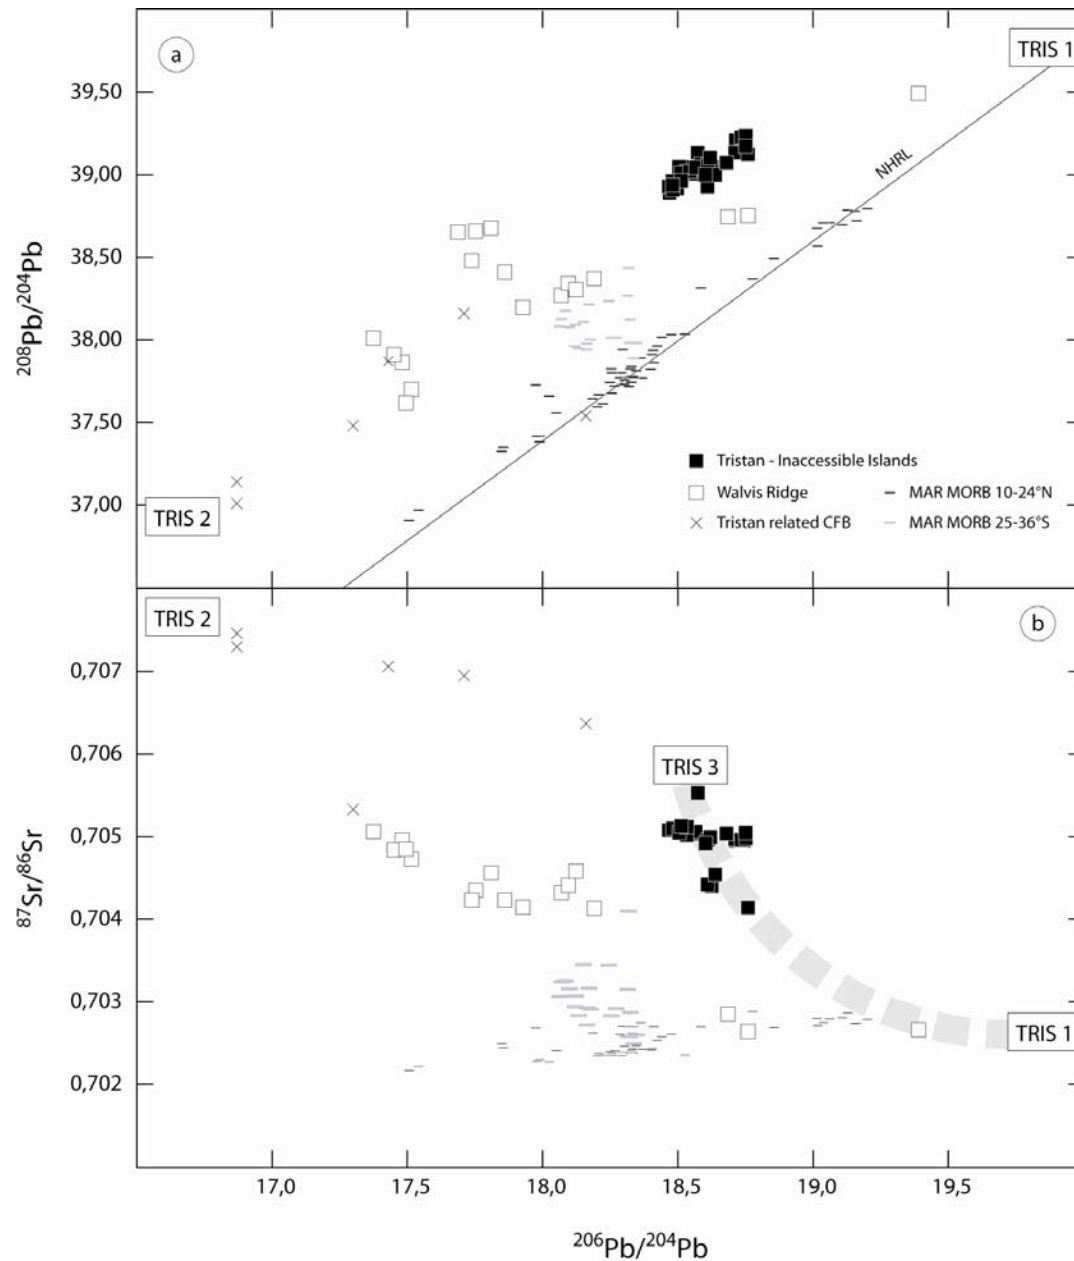 a
TRIS 1
39,50
39,00
38,50
38,00
37,50
37,00
208Pb/204Pb
NHRL
TRIS 2
Tristan - Inaccessible Islands
Walvis Ridge
MAR MORB 10-24°N
Tristan related CFB
MAR MORB 25-36°S
TRIS 2
b
0,707
0,706
0,705
0,704
0,703
0,702
87Sr/86Sr
TRIS 3
TRIS 1
17,0 17,5 18,0 18,5 19,0 19,5
206Pb/204Pb